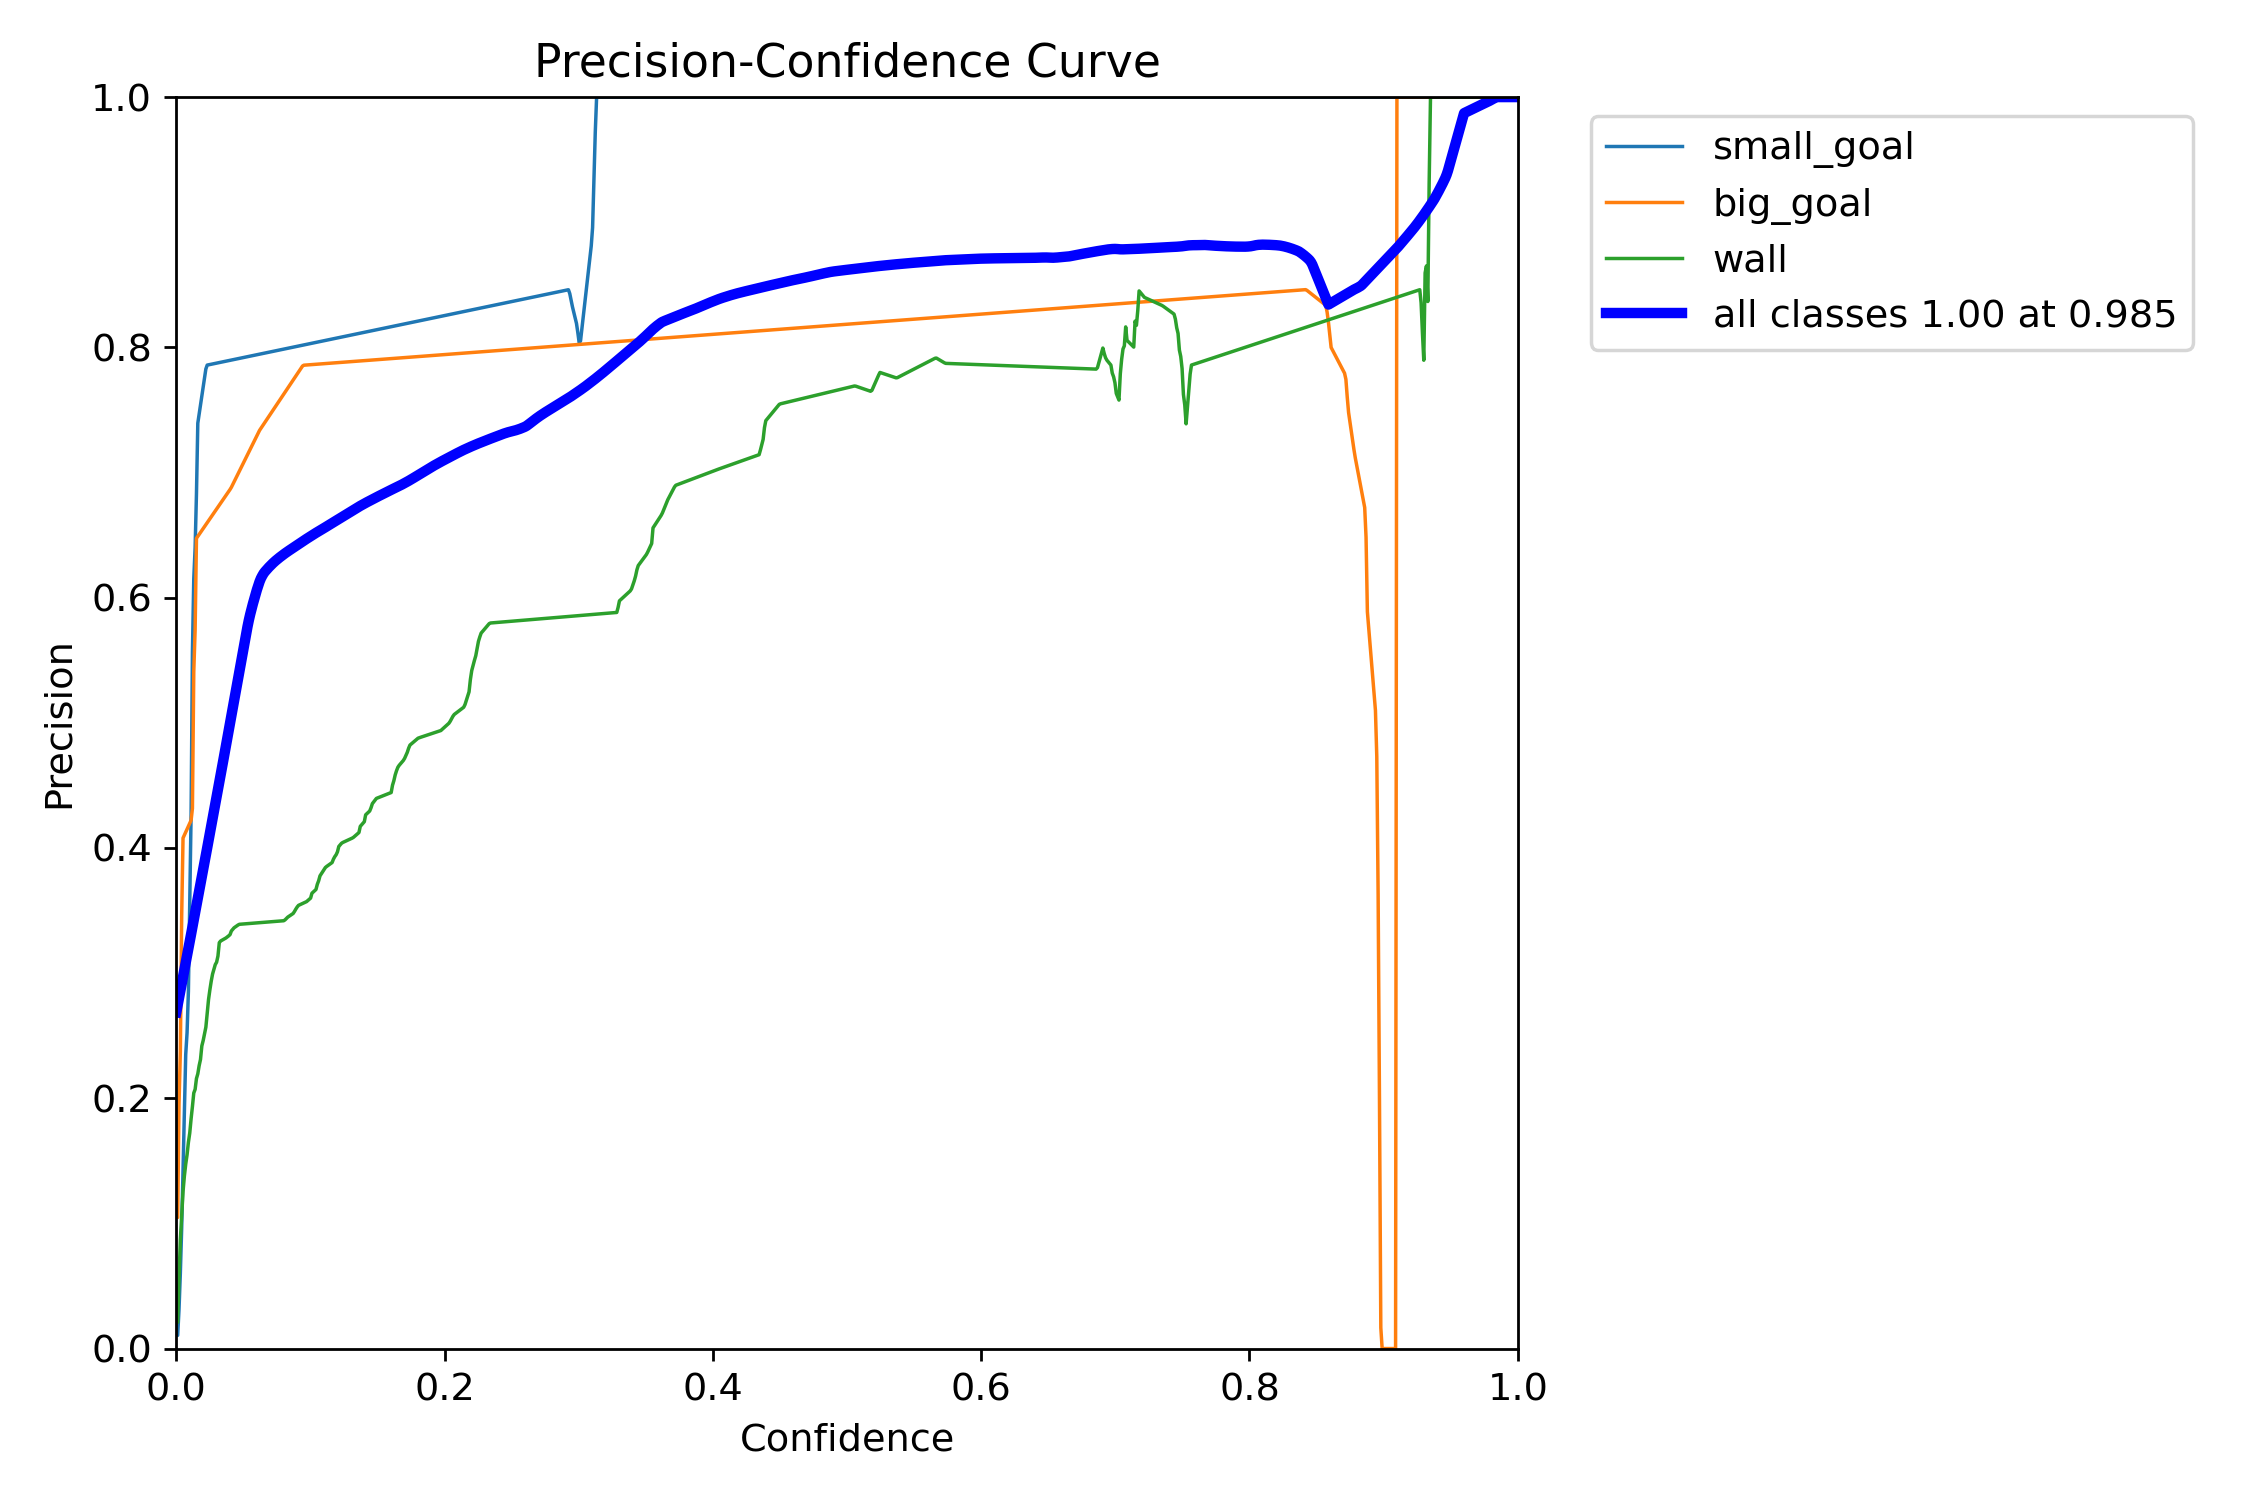 Precision-Confidence Curve
1.0
0.8
0.6
0.4
0.2
0.0
Precision
0.0 0.2 0.4 0.6 0.8 1.0
Confidence
small_goal
big_goal
wall
all classes 1.00 at 0.985